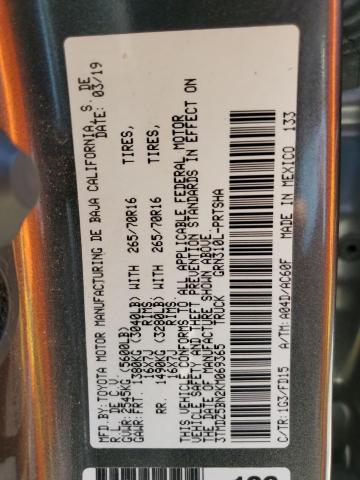 TOYOTA MOTOR MANUFACTURING DE BAJA CALIFORNIA, S. DE
R.L. DE C.V. DATE: 03/19
GVWR: 2545KG (5600LB)
GAWR: FRT. 1380KG (3040LB) WITH 265/70R16 TIRES,
16X7J RIMS,
RR. 1490KG (3280LB) WITH 265/70R16 TIRES,
16X7J RIMS,
THIS VEHICLE CONFORMS TO ALL APPLICABLE FEDERAL MOTOR
VEHICLE SAFETY AND THEFT PREVENTION STANDARDS IN EFFECT ON
THE DATE OF MANUFACTURE SHOWN ABOVE.
3TMDZ5BN2KM069365 TRUCK GRN310L-PRTSHA
C/TR: 1G3/FD15 A/TM: A04D/AC60F MADE IN MEXICO 133